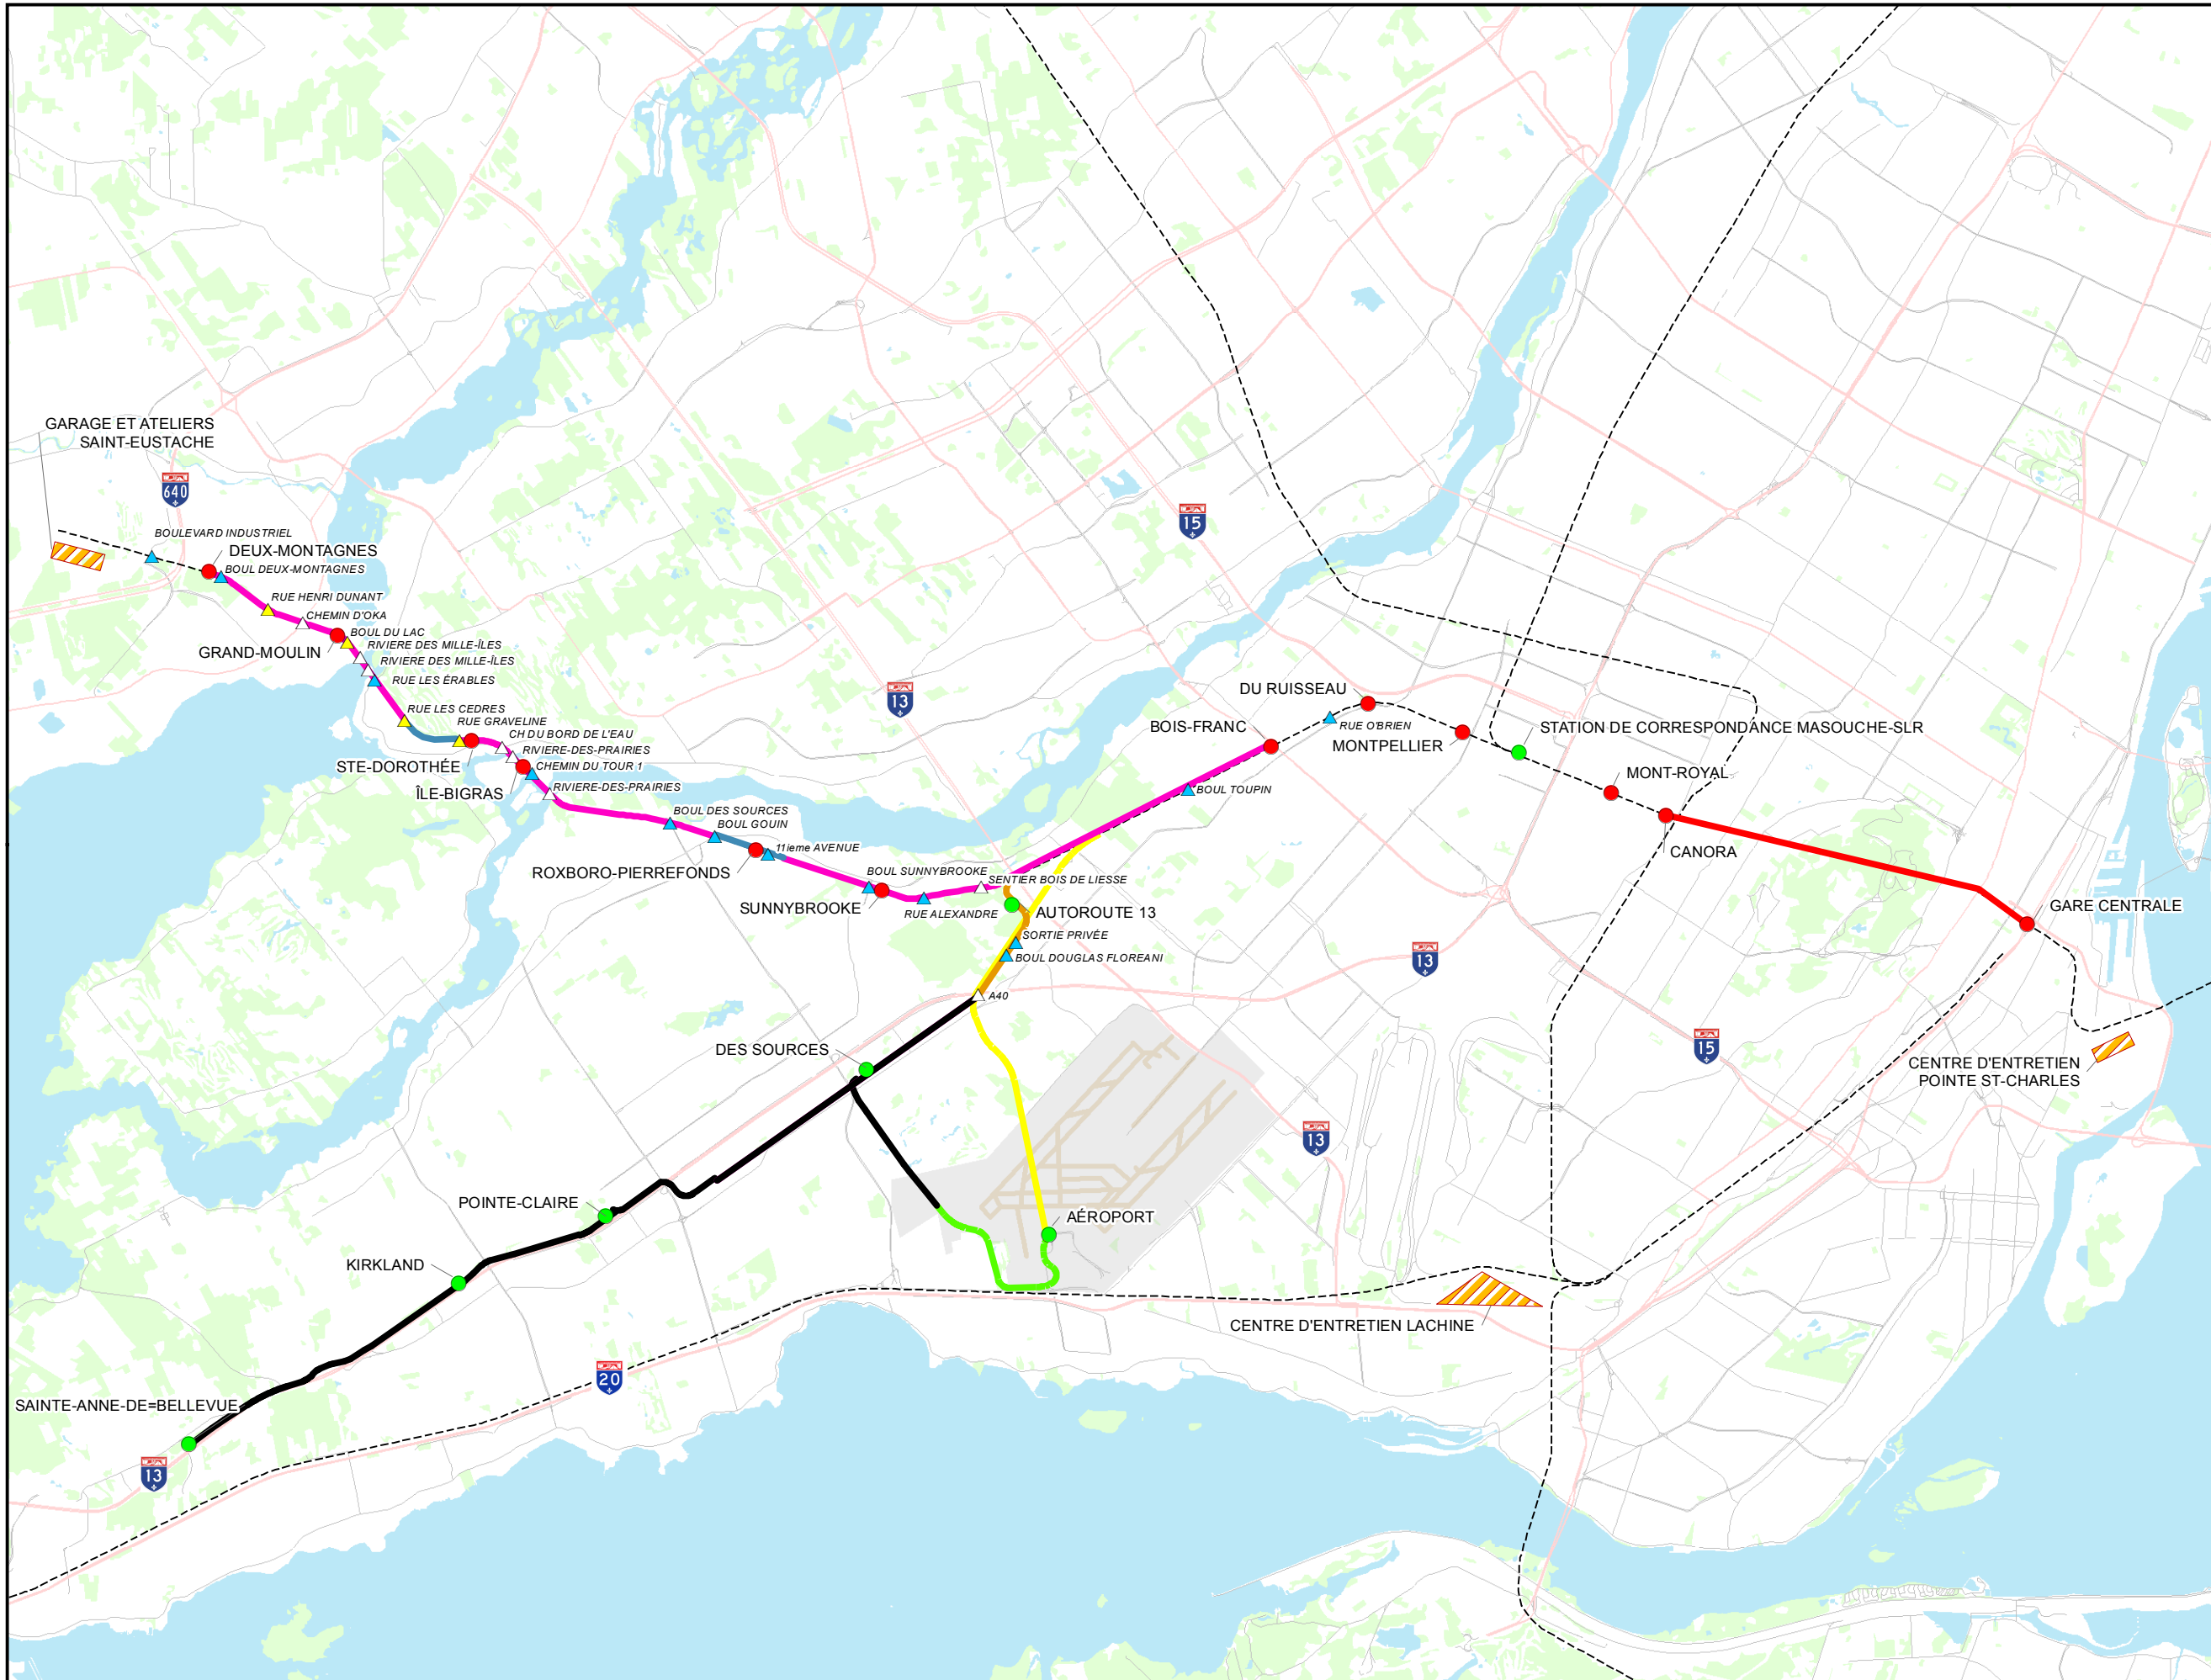 GARAGE ET ATELIERS
SAINT-EUSTACHE
640
BOULEVARD INDUSTRIEL
DEUX-MONTAGNES
BOUL DEUX-MONTAGNES
RUE HENRI DUNANT
CHEMIN D'OKA
BOUL DU LAC
GRAND-MOULIN
RIVIERE DES MILLE-ÎLES
RIVIERE DES MILLE-ÎLES
RUE LES ÉRABLES
RUE LES CEDRES
RUE GRAVELINE
CH DU BORD DE L'EAU
RIVIERE-DES-PRAIRIES
STE-DOROTHÉE
CHEMIN DU TOUR 1
ÎLE-BIGRAS
RIVIERE-DES-PRAIRIES
BOUL DES SOURCES
BOUL GOUIN
11ieme AVENUE
ROXBORO-PIERREFONDS
BOUL SUNNYBROOKE
SUNNYBROOKE
RUE ALEXANDRE
SENTIER BOIS DE LIESSE
AUTOROUTE 13
SORTIE PRIVÉE
BOUL DOUGLAS FLOREANI
A40
15
13
DU RUISSEAU
BOIS-FRANC
RUE O'BRIEN
MONTPELLIER
BOUL TOUPIN
STATION DE CORRESPONDANCE MASOUCHE-SLR
MONT-ROYAL
CANORA
GARE CENTRALE
13
15
CENTRE D'ENTRETIEN
POINTE ST-CHARLES
DES SOURCES
13
POINTE-CLAIRE
AÉROPORT
KIRKLAND
CENTRE D'ENTRETIEN LACHINE
20
SAINTE-ANNE-DE=BELLEVUE
13